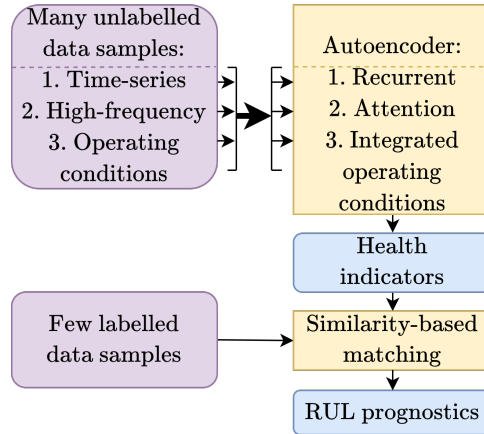 Many unlabelled
data samples:
1. Time-series
2. High-frequency
3. Operating
conditions
Autoencoder:
1. Recurrent
2. Attention
3. Integrated
operating
conditions
Health
indicators
Few labelled
data samples
Similarity-based
matching
RUL prognostics